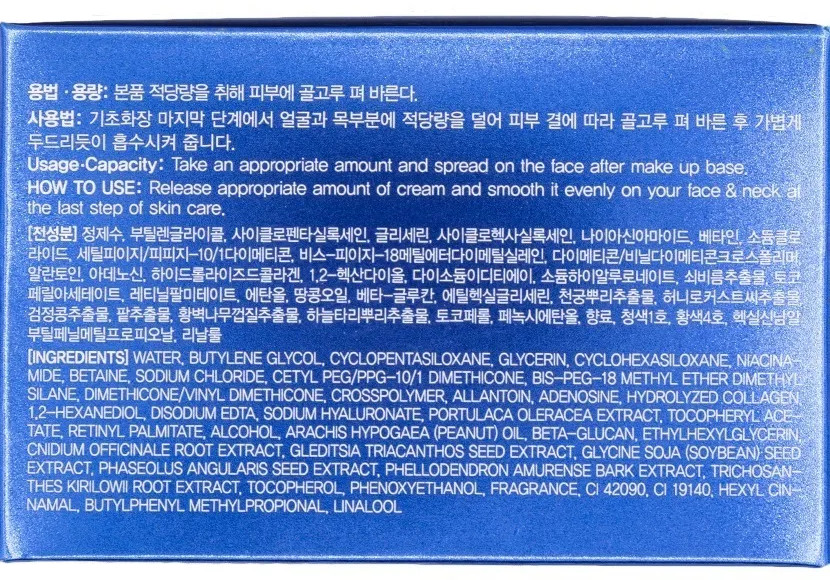 용법 · 용량: 본품 적당량을 취해 피부에 골고루 펴 바른다.
사용법: 기초화장 마지막 단계에서 얼굴과 목부분에 적당량을 덜어 피부 결에 따라 골고루 펴 바른 후 가볍게
두드리듯이 흡수시켜 줍니다.
Usage·Capacity: Take an appropriate amount and spread on the face after make up base.
HOW TO USE: Release appropriate amount of cream and smooth it evenly on your face & neck at
the last step of skin care.
[전성분] 정제수, 부틸렌글라이콜, 사이클로펜타실록세인, 글리세린, 사이클로헥사실록세인, 나이아신아마이드, 베타인, 소듐클로
라이드, 세틸피이지/피피지-10/1다이메티콘, 비스-피이지-18메틸에터다이메틸실레인, 다이메티콘/비닐다이메티콘크로스폴리머,
알란토인, 아데노신, 하이드롤라이즈드콜라겐, 1,2-헥산다이올, 다이소듐이디티에이, 소듐하이알루로네이트, 쇠비름추출물, 토코
페릴아세테이트, 레티닐팔미테이트, 에탄올, 땅콩오일, 베타-글루칸, 에틸헥실글리세린, 천궁뿌리추출물, 허니로커스트씨추출물,
검정콩추출물, 팥추출물, 황벽나무껍질추출물, 하늘타리뿌리추출물, 토코페롤, 페녹시에탄올, 향료, 청색1호, 황색4호, 헥실신남알
부틸페닐메틸프로피오날, 리날룰
[INGREDIENTS] WATER, BUTYLENE GLYCOL, CYCLOPENTASILOXANE, GLYCERIN, CYCLOHEXASILOXANE, NIACINA-
MIDE, BETAINE, SODIUM CHLORIDE, CETYL PEG/PPG-10/1 DIMETHICONE, BIS-PEG-18 METHYL ETHER DIMETHYL
SILANE, DIMETHICONE/VINYL DIMETHICONE, CROSSPOLYMER, ALLANTOIN, ADENOSINE, HYDROLYZED COLLAGEN
1,2-HEXANEDIOL, DISODIUM EDTA, SODIUM HYALURONATE, PORTULACA OLERACEA EXTRACT, TOCOPHERYL ACE-
TATE, RETINYL PALMITATE, ALCOHOL, ARACHIS HYPOGAEA (PEANUT) OIL, BETA-GLUCAN, ETHYLHEXYLGLYCERIN,
CNIDIUM OFFICINALE ROOT EXTRACT, GLEDITSIA TRIACANTHOS SEED EXTRACT, GLYCINE SOJA (SOYBEAN) SEED
EXTRACT, PHASEOLUS ANGULARIS SEED EXTRACT, PHELLODENDRON AMURENSE BARK EXTRACT, TRICHOSAN-
THES KIRILOWII ROOT EXTRACT, TOCOPHEROL, PHENOXYETHANOL, FRAGRANCE, CI 42090, CI 19140, HEXYL CIN-
NAMAL, BUTYLPHENYL METHYLPROPIONAL, LINALOOL